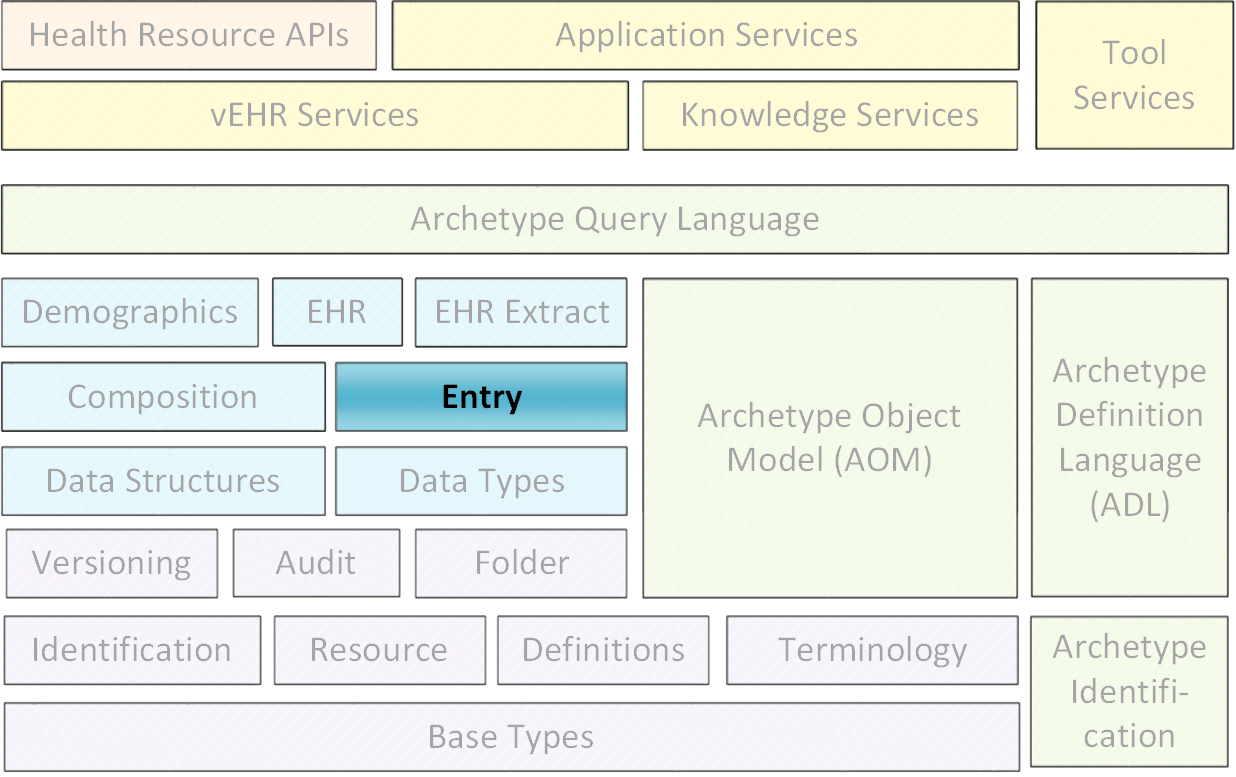 Health Resource APIs
Application Services
Tool
Services
vEHR Services
Knowledge Services
Archetype Query Language
Demographics
EHR
EHR Extract
Composition
Entry
Data Structures
Data Types
Archetype Object
Model (AOM)
Archetype
Definition
Language
(ADL)
Versioning
Audit
Folder
Identification
Resource
Definitions
Terminology
Archetype
Identifi-
cation
Base Types